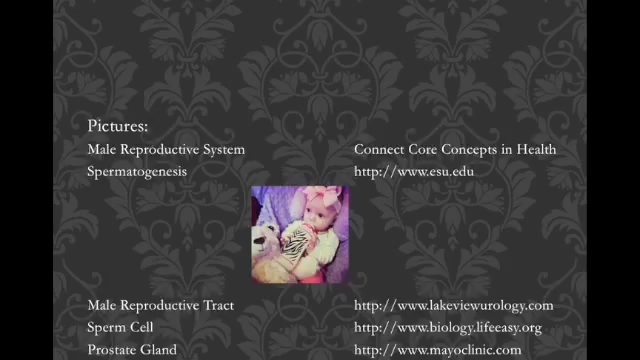 Pictures:
Male Reproductive System Connect Core Concepts in Health
Spermatogenesis http://www.esu.edu
Male Reproductive Tract http://www.lakeviewurology.com
Sperm Cell http://www.biology.lifeeasy.org
Prostate Gland http://www.mayoclinic.com